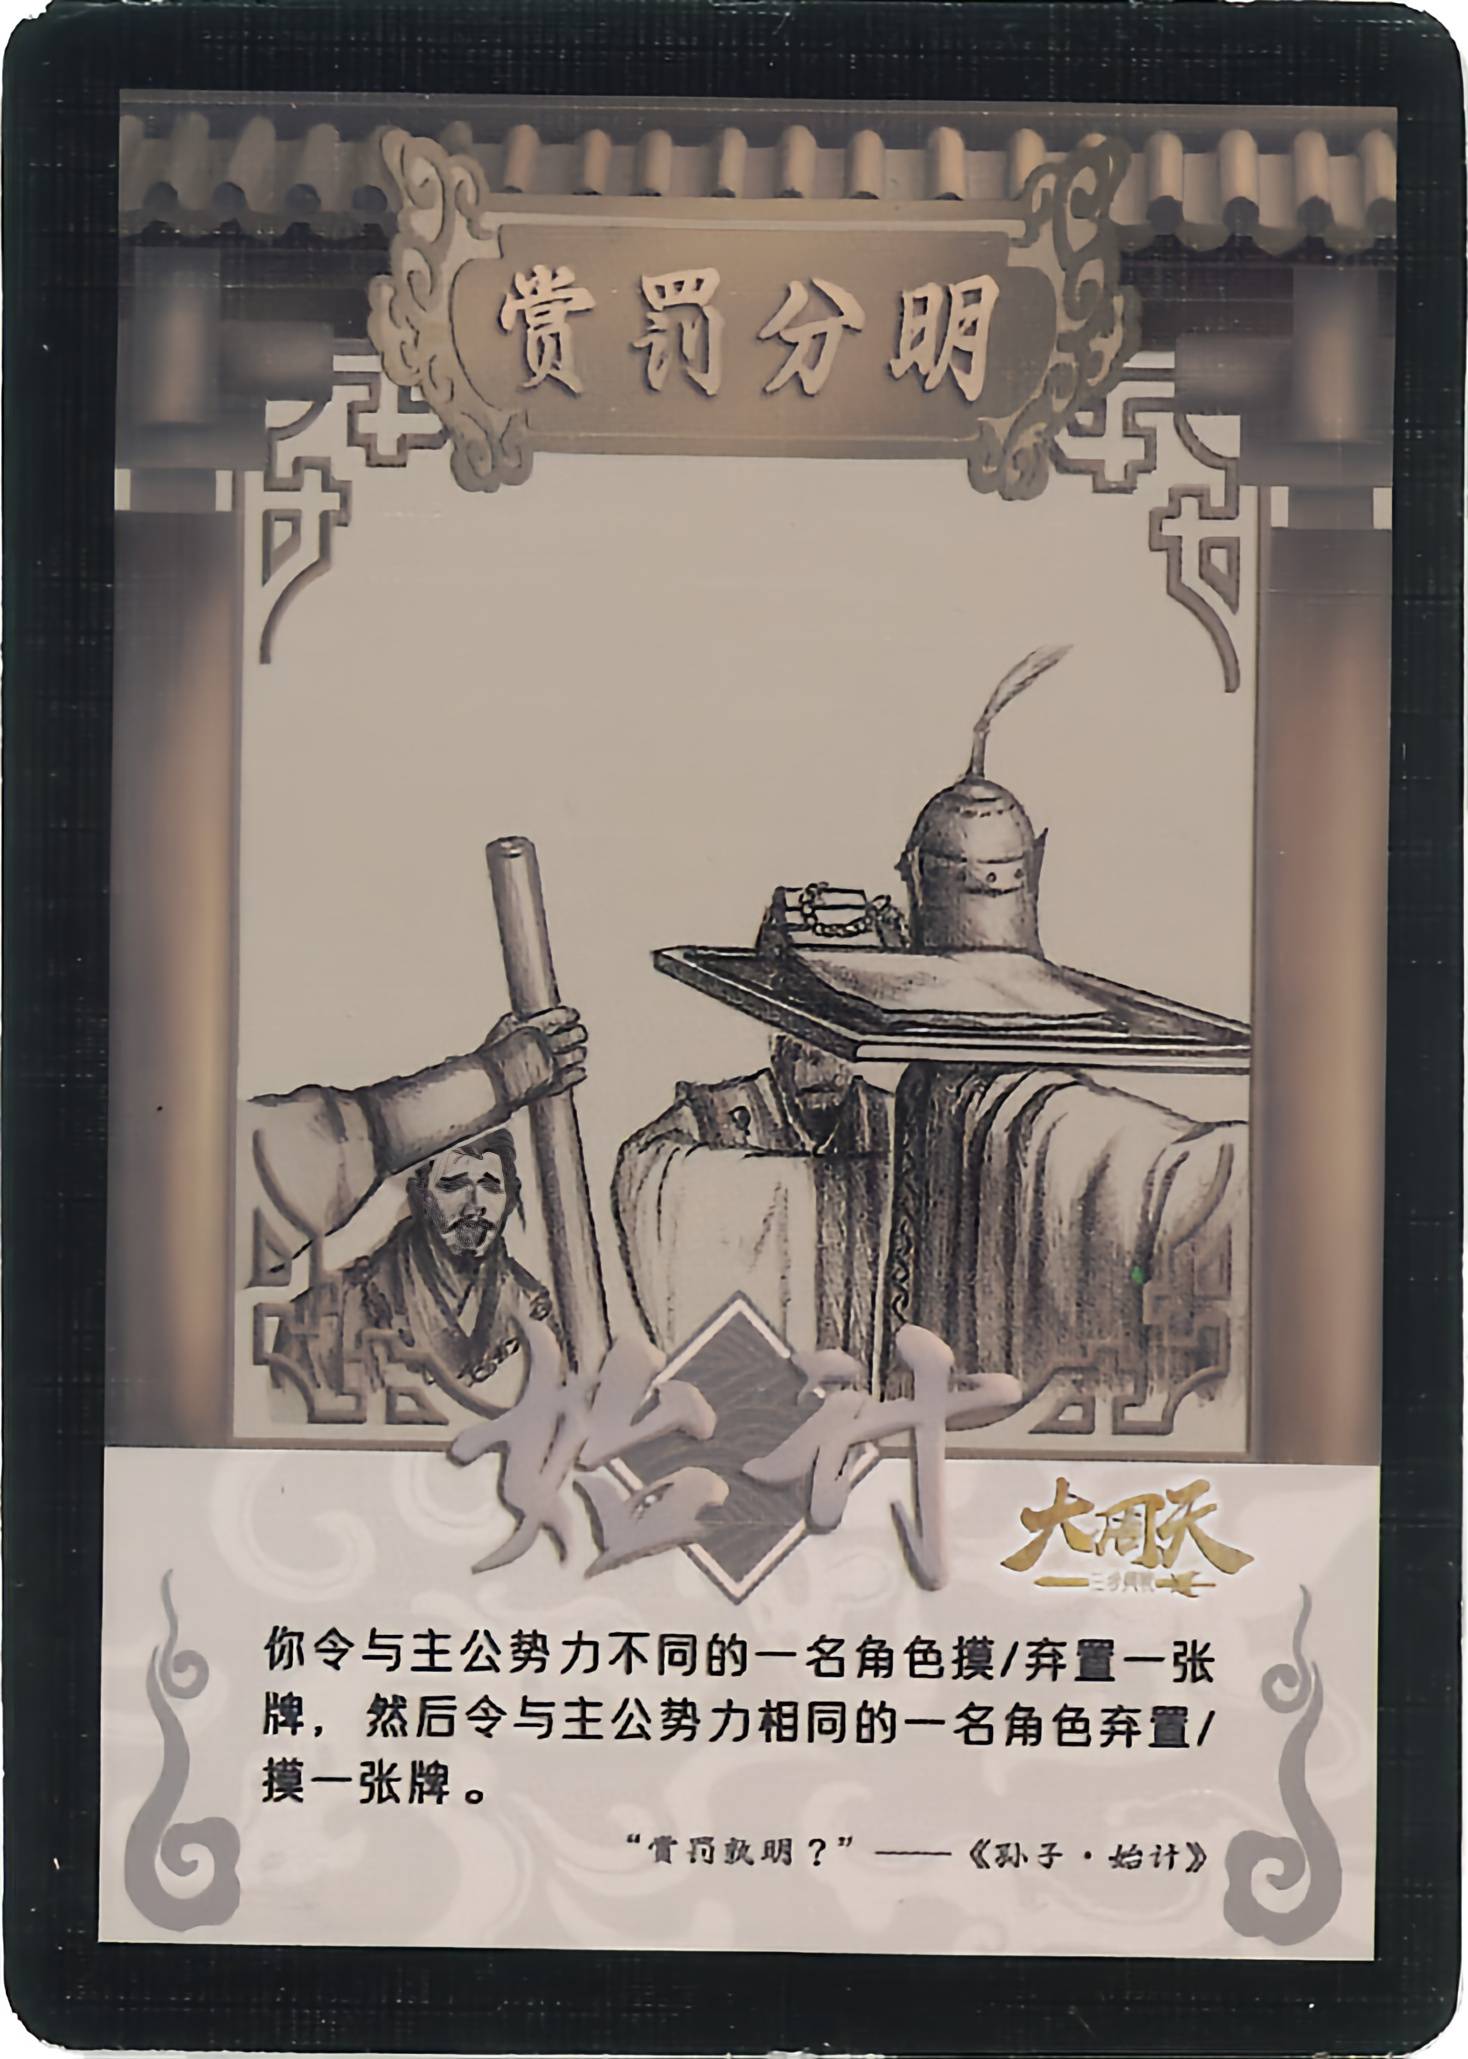 赏罚分明
始计
大周天
你令与主公势力不同的一名角色摸/弃置一张
牌，然后令与主公势力相同的一名角色弃置/
摸一张牌。
“赏罚孰明？”——《孙子·始计》